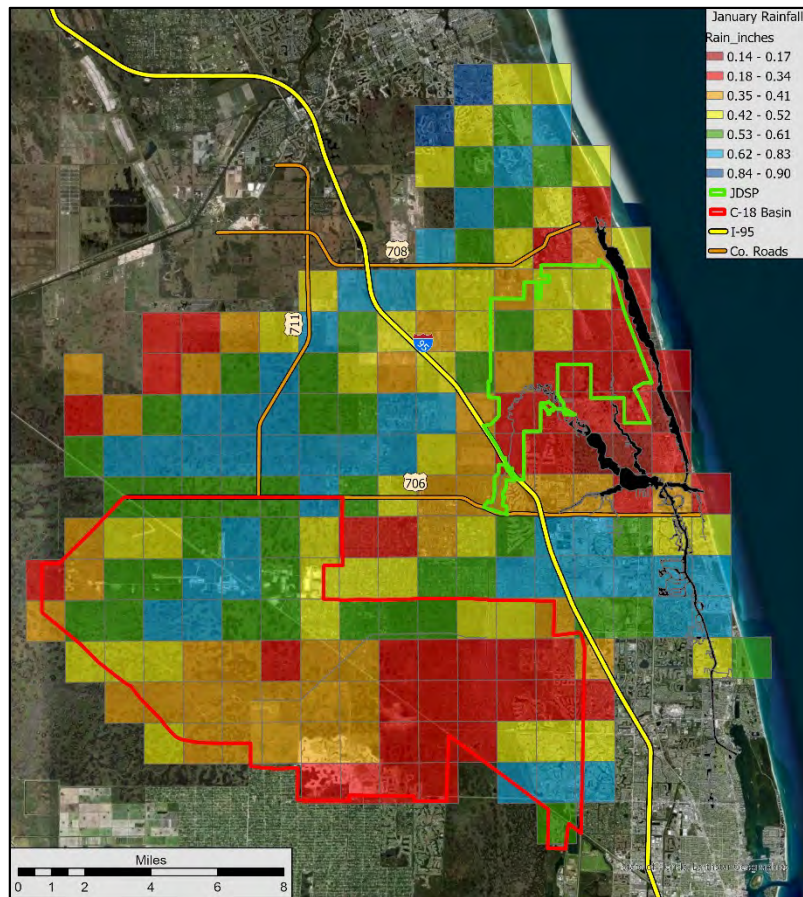 January Rainfall
Rain_inches
0.14 - 0.17
0.18 - 0.34
0.35 - 0.41
0.42 - 0.52
0.53 - 0.61
0.62 - 0.83
0.84 - 0.90
JDSP
C-18 Basin
I-95
Co. Roads
708
711
95
706
Miles
0 1 2 4 6 8